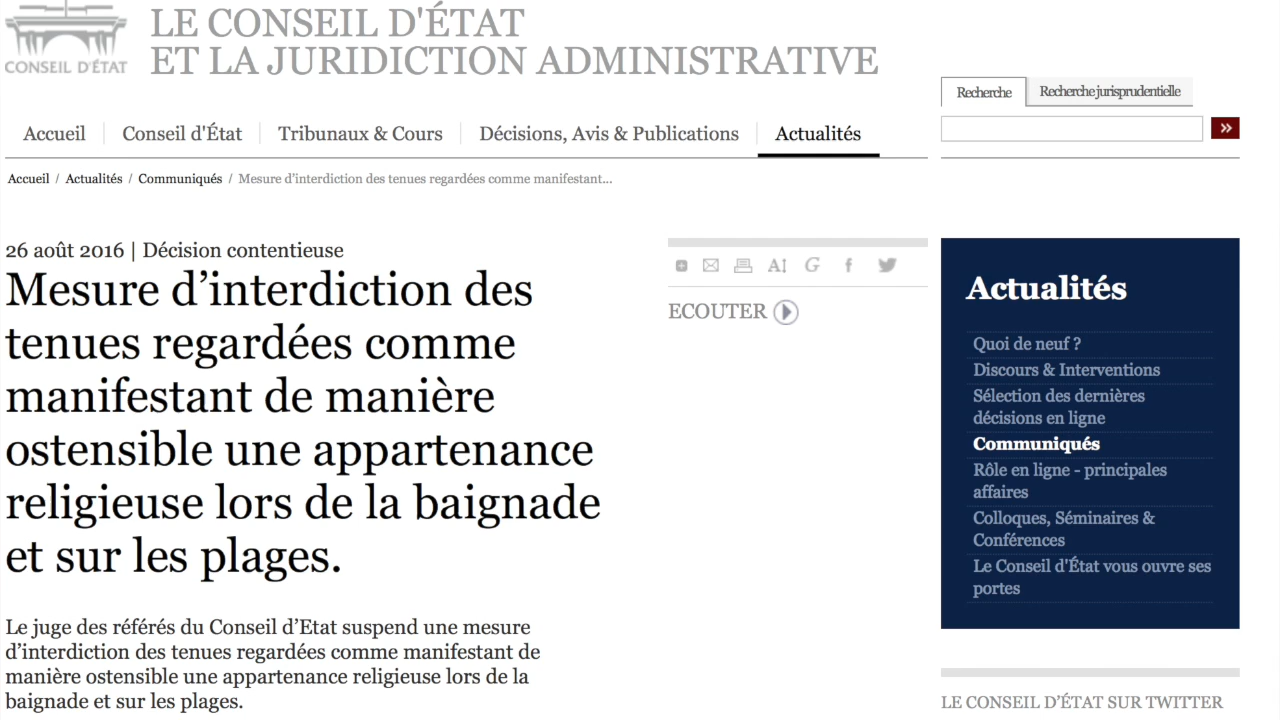 LE CONSEIL D'ÉTAT
ET LA JURIDICTION ADMINISTRATIVE
CONSEIL D'ÉTAT
Recherche
Recherche jurisprudentielle
Accueil
Conseil d'État
Tribunaux & Cours
Décisions, Avis & Publications
Actualités
Accueil / Actualités / Communiqués / Mesure d’interdiction des tenues regardées comme manifestant...
26 août 2016 | Décision contentieuse
Mesure d’interdiction des
tenues regardées comme
manifestant de manière
ostensible une appartenance
religieuse lors de la baignade
et sur les plages.
Le juge des référés du Conseil d’Etat suspend une mesure
d’interdiction des tenues regardées comme manifestant de
manière ostensible une appartenance religieuse lors de la
baignade et sur les plages.
ECOUTER
Actualités
Quoi de neuf ?
Discours & Interventions
Sélection des dernières
décisions en ligne
Communiqués
Rôle en ligne - principales
affaires
Colloques, Séminaires &
Conférences
Le Conseil d'État vous ouvre ses
portes
LE CONSEIL D’ÉTAT SUR TWITTER